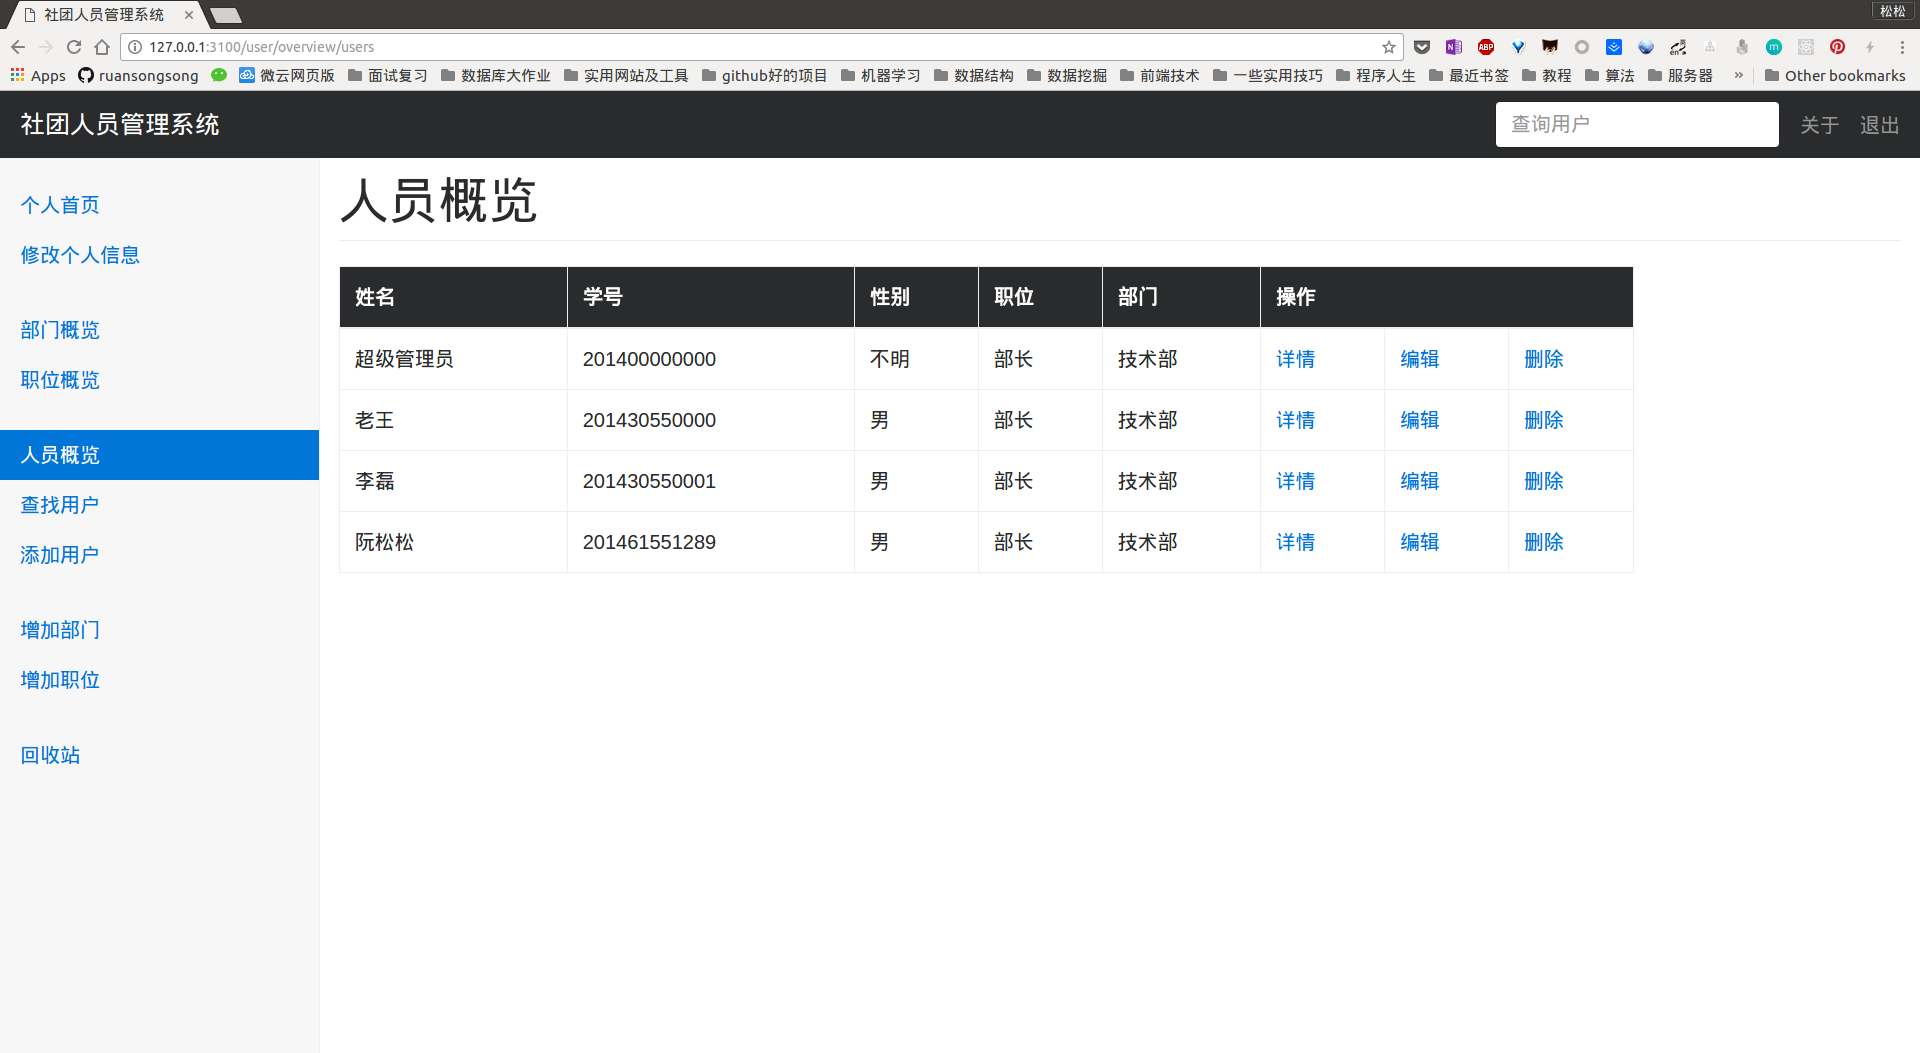 社团人员管理系统
松松
127.0.0.1:3100/user/overview/users
Apps ruansongsong 微云网页版 面试复习 数据库大作业 实用网站及工具 github好的项目 机器学习 数据结构 数据挖掘 前端技术 一些实用技巧 程序人生 最近书签 教程 算法 服务器 » Other bookmarks
社团人员管理系统 查询用户 关于 退出
个人首页
修改个人信息
部门概览
职位概览
人员概览
查找用户
添加用户
增加部门
增加职位
回收站
人员概览
姓名 学号 性别 职位 部门 操作
超级管理员 201400000000 不明 部长 技术部 详情 编辑 删除
老王 201430550000 男 部长 技术部 详情 编辑 删除
李磊 201430550001 男 部长 技术部 详情 编辑 删除
阮松松 201461551289 男 部长 技术部 详情 编辑 删除